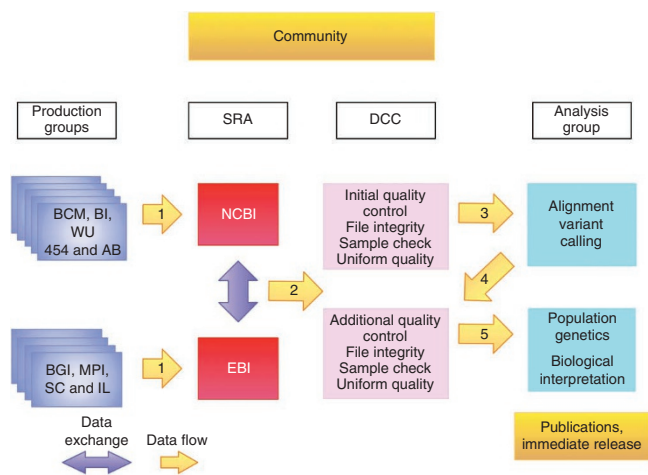 Community
Production
groups
SRA
DCC
Analysis
group
BCM, BI,
WU
454 and AB
1
NCBI
Initial quality
control
File integrity
Sample check
Uniform quality
3
Alignment
variant
calling
2
4
BGI, MPI,
SC and IL
1
EBI
Additional quality
control
File integrity
Sample check
Uniform quality
5
Population
genetics
Biological
interpretation
Data
exchange
Data flow
Publications,
immediate release